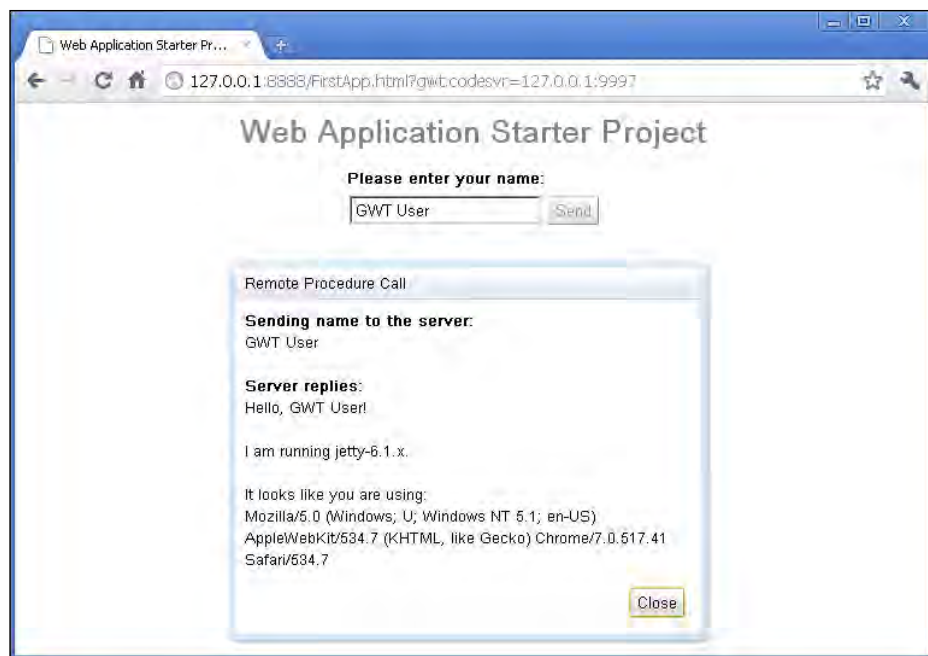 Web Application Starter Pr...
127.0.0.1:8888/FirstApp.html?gwt.codesvr=127.0.0.1:9997
Web Application Starter Project
Please enter your name:
GWT User
Send
Remote Procedure Call
Sending name to the server:
GWT User
Server replies:
Hello, GWT User!
I am running jetty-6.1.x.
It looks like you are using:
Mozilla/5.0 (Windows; U; Windows NT 5.1; en-US)
AppleWebKit/534.7 (KHTML, like Gecko) Chrome/7.0.517.41
Safari/534.7
Close